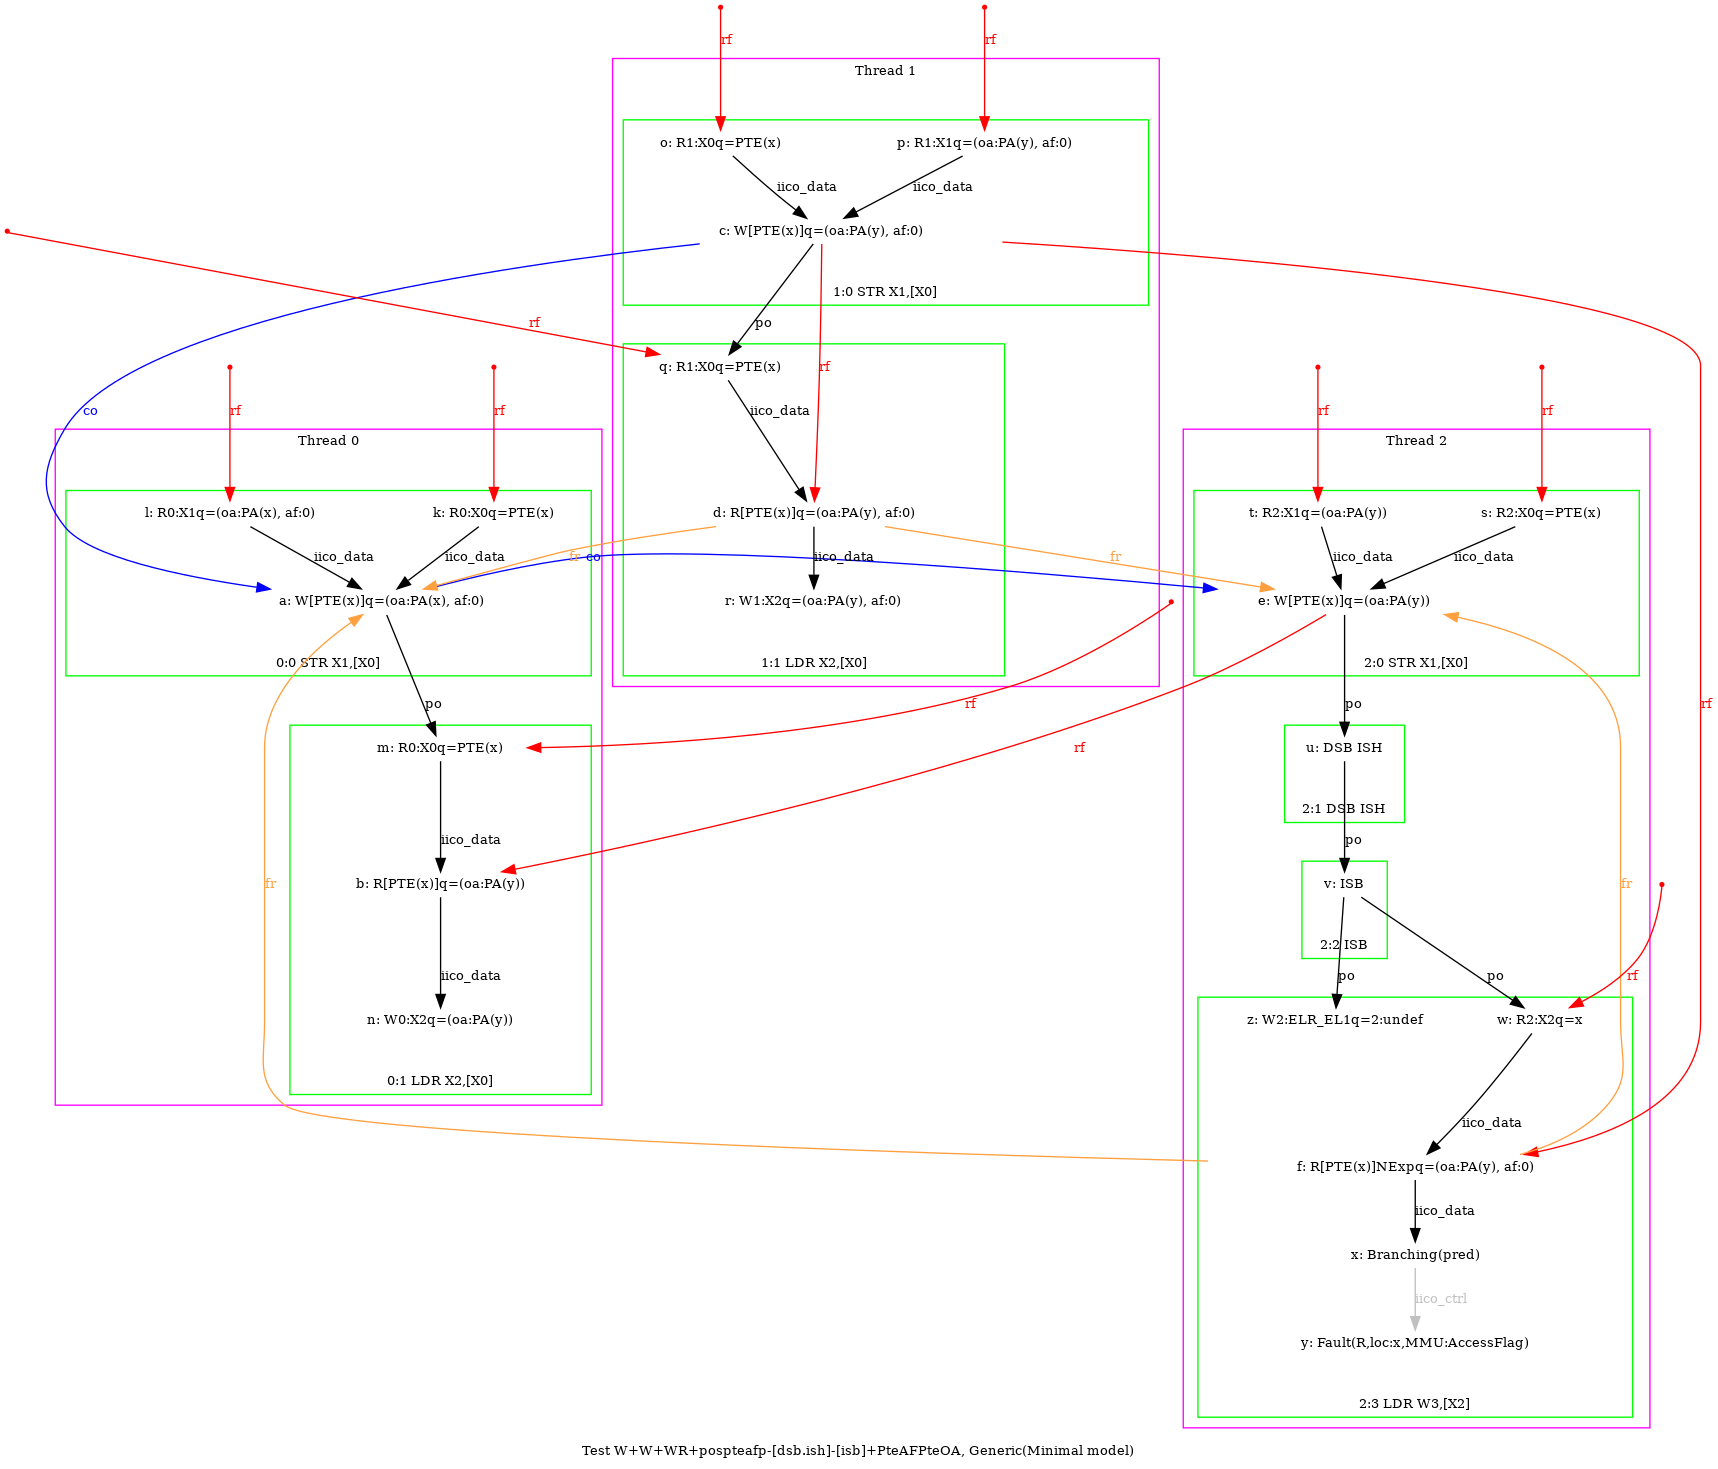 rf
rf
Thread 1
o: R1:X0q=PTE(x)
p: R1:X1q=(oa:PA(y), af:0)
iico_data
iico_data
c: W[PTE(x)]q=(oa:PA(y), af:0)
1:0 STR X1,[X0]
rf
po
q: R1:X0q=PTE(x)
rf
co
rf
rf
iico_data
rf
rf
Thread 0
Thread 2
l: R0:X1q=(oa:PA(x), af:0)
k: R0:X0q=PTE(x)
d: R[PTE(x)]q=(oa:PA(y), af:0)
t: R2:X1q=(oa:PA(y))
s: R2:X0q=PTE(x)
iico_data
iico_data
fr
co
iico_data
fr
iico_data
iico_data
a: W[PTE(x)]q=(oa:PA(x), af:0)
r: W1:X2q=(oa:PA(y), af:0)
e: W[PTE(x)]q=(oa:PA(y))
0:0 STR X1,[X0]
1:1 LDR X2,[X0]
2:0 STR X1,[X0]
po
rf
po
rf
m: R0:X0q=PTE(x)
rf
u: DSB ISH
2:1 DSB ISH
iico_data
po
fr
b: R[PTE(x)]q=(oa:PA(y))
v: ISB
fr
2:2 ISB
iico_data
po
po
rf
n: W0:X2q=(oa:PA(y))
z: W2:ELR_EL1q=2:undef
w: R2:X2q=x
0:1 LDR X2,[X0]
iico_data
f: R[PTE(x)]NExpq=(oa:PA(y), af:0)
iico_data
x: Branching(pred)
iico_ctrl
y: Fault(R,loc:x,MMU:AccessFlag)
2:3 LDR W3,[X2]
Test W+W+WR+pospteafp-[dsb.ish]-[isb]+PteAFPteOA, Generic(Minimal model)